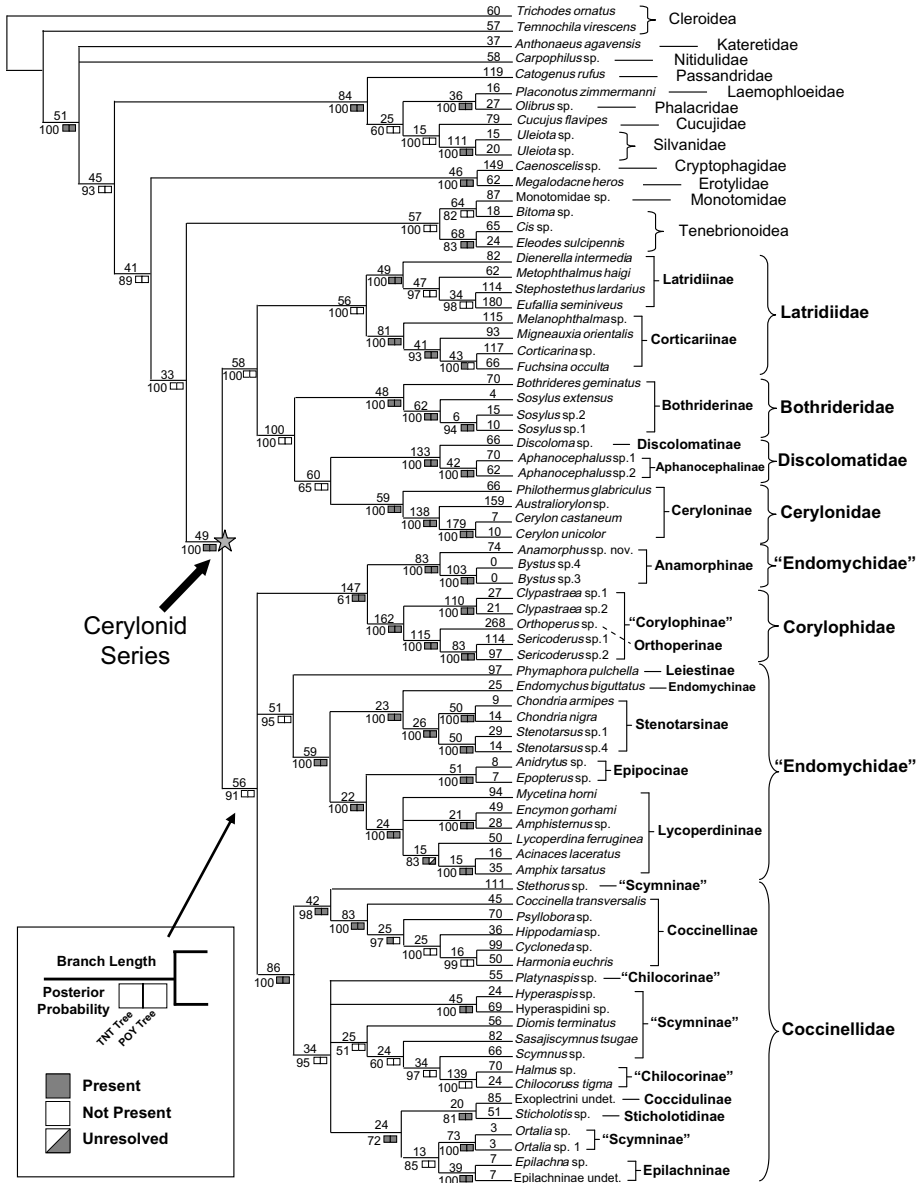 60 Trichodes ornatus
Cleroidea
57 Temnochila virescens
37 Anthonaeus agavensis Kateretidae
51 58 Carpophilus sp. Nitidulidae
100
119 Catogenus rufus Passandridae
84 16 Placonotus zimmermanni Laemophloeidae
100 36 27 Olibrus sp. Phalacridae
100
25 79 Cucujus flavipes Cucujidae
60 15 15 Uleiota sp.
100 111 20 Uleiota sp. Silvanidae
100
45 149 Caenoscelis sp. Cryptophagidae
93 46 62 Megalodacne heros Erotylidae
100
87 Monotomidae sp. Monotomidae
64 18 Bitoma sp.
82
57 65 Cis sp. Tenebrionoidea
100 68 24 Eleodes sulcipennis
83
41 82 Dienerella intermedia
89 49 62 Metophthalmus haigi Latridiinae
100 47 114 Stephostethus lardarius
97 34 180 Eufallia seminiveus
98
56 115 Melanophthalma sp. Latridiidae
100 81 93 Migneauxia orientalis
100 41 117 Corticarina sp. Corticariinae
93 43 66 Fuchsina occulta
100
58
100
33 70 Bothrideres geminatus
100 48 4 Sosylus extensus Bothriderinae Bothrideridae
100 62 15 Sosylus sp.2
100 6 10 Sosylus sp.1
94
100 66 Discoloma sp. Discolomatinae
100 133 70 Aphanocephalus sp.1 Discolomatidae
100 42 62 Aphanocephalus sp.2 Aphanocephalinae
100
60 66 Philothermus glabriculus
65 59 159 Australiorylon sp. Ceryloninae Cerylonidae
100 138 7 Cerylon castaneum
100 179 10 Cerylon unicolor
100
49 74 Anamorphus sp. nov.
100 83 0 Bystus sp.4 Anamorphinae “Endomychidae”
100 103 0 Bystus sp.3
100
Cerylonid
Series
147 27 Clypastraea sp.1
61 110 21 Clypastraea sp.2 “Corylophinae”
100
162 268 Orthoperus sp. Corylophidae
100 115 114 Sericoderus sp.1 Orthoperinae
100 83 97 Sericoderus sp.2
100
97 Phymaphora pulchella Leiestinae
51 25 Endomychus biguttatus Endomychinae
95 23 9 Chondria armipes
100 50 14 Chondria nigra
100
26 29 Stenotarsus sp.1 Stenotarsinae
100 50 14 Stenotarsus sp.4
100
59 8 Anidrytus sp.
100 51 7 Epopterus sp. Epipocinae
100
“Endomychidae”
56 22 94 Mycetina horni
91 100 49 Encymon gorhami
21 28 Amphisternus sp.
100
24 50 Lycoperdina ferruginea Lycoperdininae
100 15 16 Acinaces laceratus
83 15 35 Amphix tarsatus
100
111 Stethorus sp. “Scymninae”
42 45 Coccinella transversalis
98 83 70 Psyllobora sp.
100 25 36 Hippodamia sp. Coccinellinae
97 25 99 Cycloneda sp.
100 16 50 Harmonia euchris
99
86 55 Platynaspis sp. “Chilocorinae”
100 24 Hyperaspis sp.
45 69 Hyperaspidini sp.
100
56 Diomis terminatus “Scymninae”
34 25 82 Sasajiscymnus tsugae
95 51 24 66 Scymnus sp. Coccinellidae
60 34 70 Halmus sp.
97 139 24 Chilocoruss tigma “Chilocorinae”
100
85 Exoplectrini undet. Coccidulinae
24 20 51 Sticholotis sp. Sticholotidinae
72 81
3 Ortalia sp.
73 3 Ortalia sp. 1 “Scymninae”
100
13 7 Epilachna sp.
85 39 7 Epilachninae undet. Epilachninae
100
Branch Length
Posterior
Probability
TNT Tree
POY Tree
Present
Not Present
Unresolved